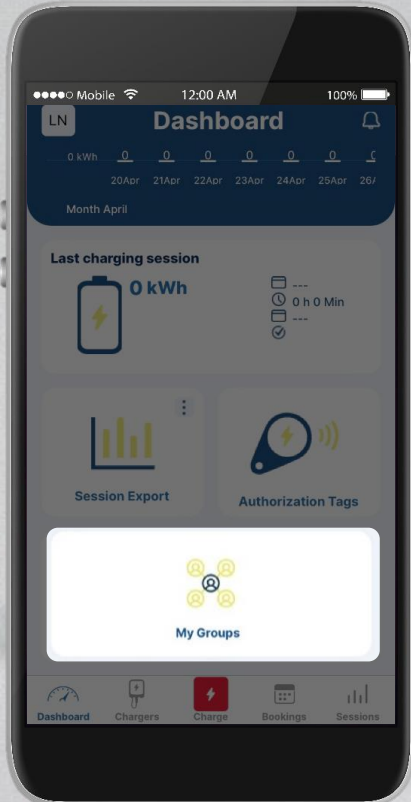 Mobile 12:00 AM 100%
LN Dashboard
0 kWh 0 0 0 0 0 0
20Apr 21Apr 22Apr 23Apr 24Apr 25Apr
Month April
Last charging session
0 kWh
---
0 h 0 Min
---
Session Export
Authorization Tags
My Groups
Dashboard Chargers Charge Bookings Sessions